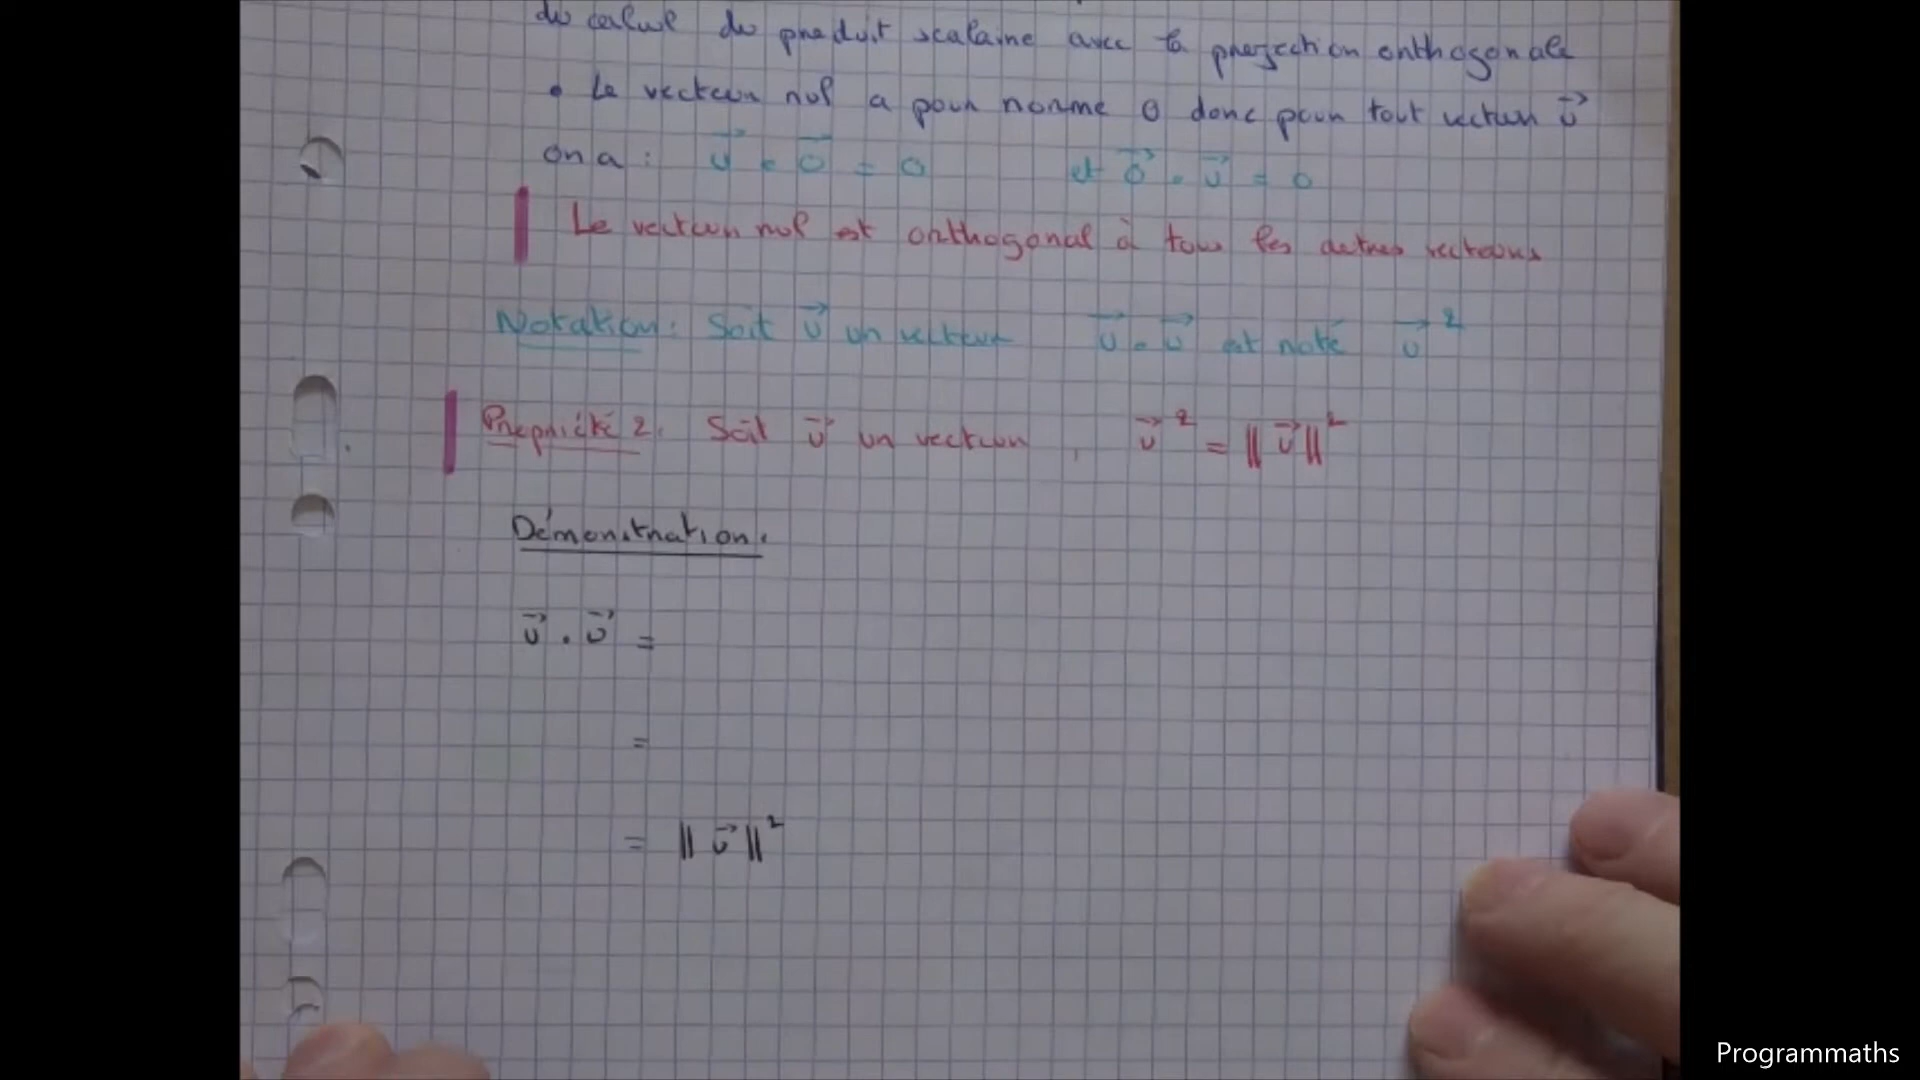 du calcul du produit scalaire avec la projection orthogonale
• Le vecteur nul a pour norme 0 donc pour tout vecteur u⃗
on a : u⃗ . 0⃗ = 0 et 0⃗ . u⃗ = 0
Le vecteur nul est orthogonal à tous les autres vecteurs
Notation : Soit u⃗ un vecteur u⃗ . u⃗ est noté u⃗ ²
Propriété 2. Soit u⃗ un vecteur , u⃗ ² = || u⃗ ||²
Démonstration.
u⃗ . u⃗ =
=
= || u⃗ ||²
Programmaths